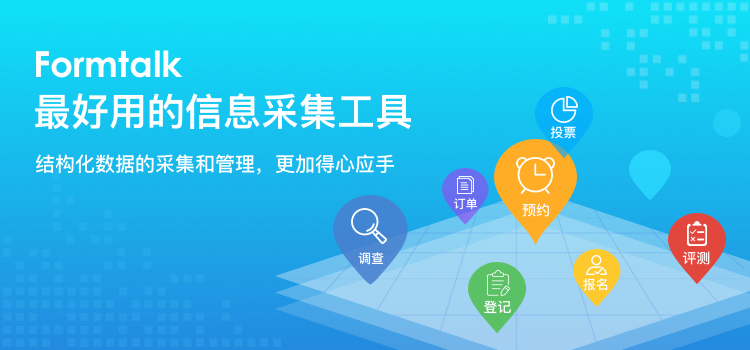 Formtalk
最好用的信息采集工具
结构化数据的采集和管理，更加得心应手
投票
订单
预约
调查
评测
报名
登记